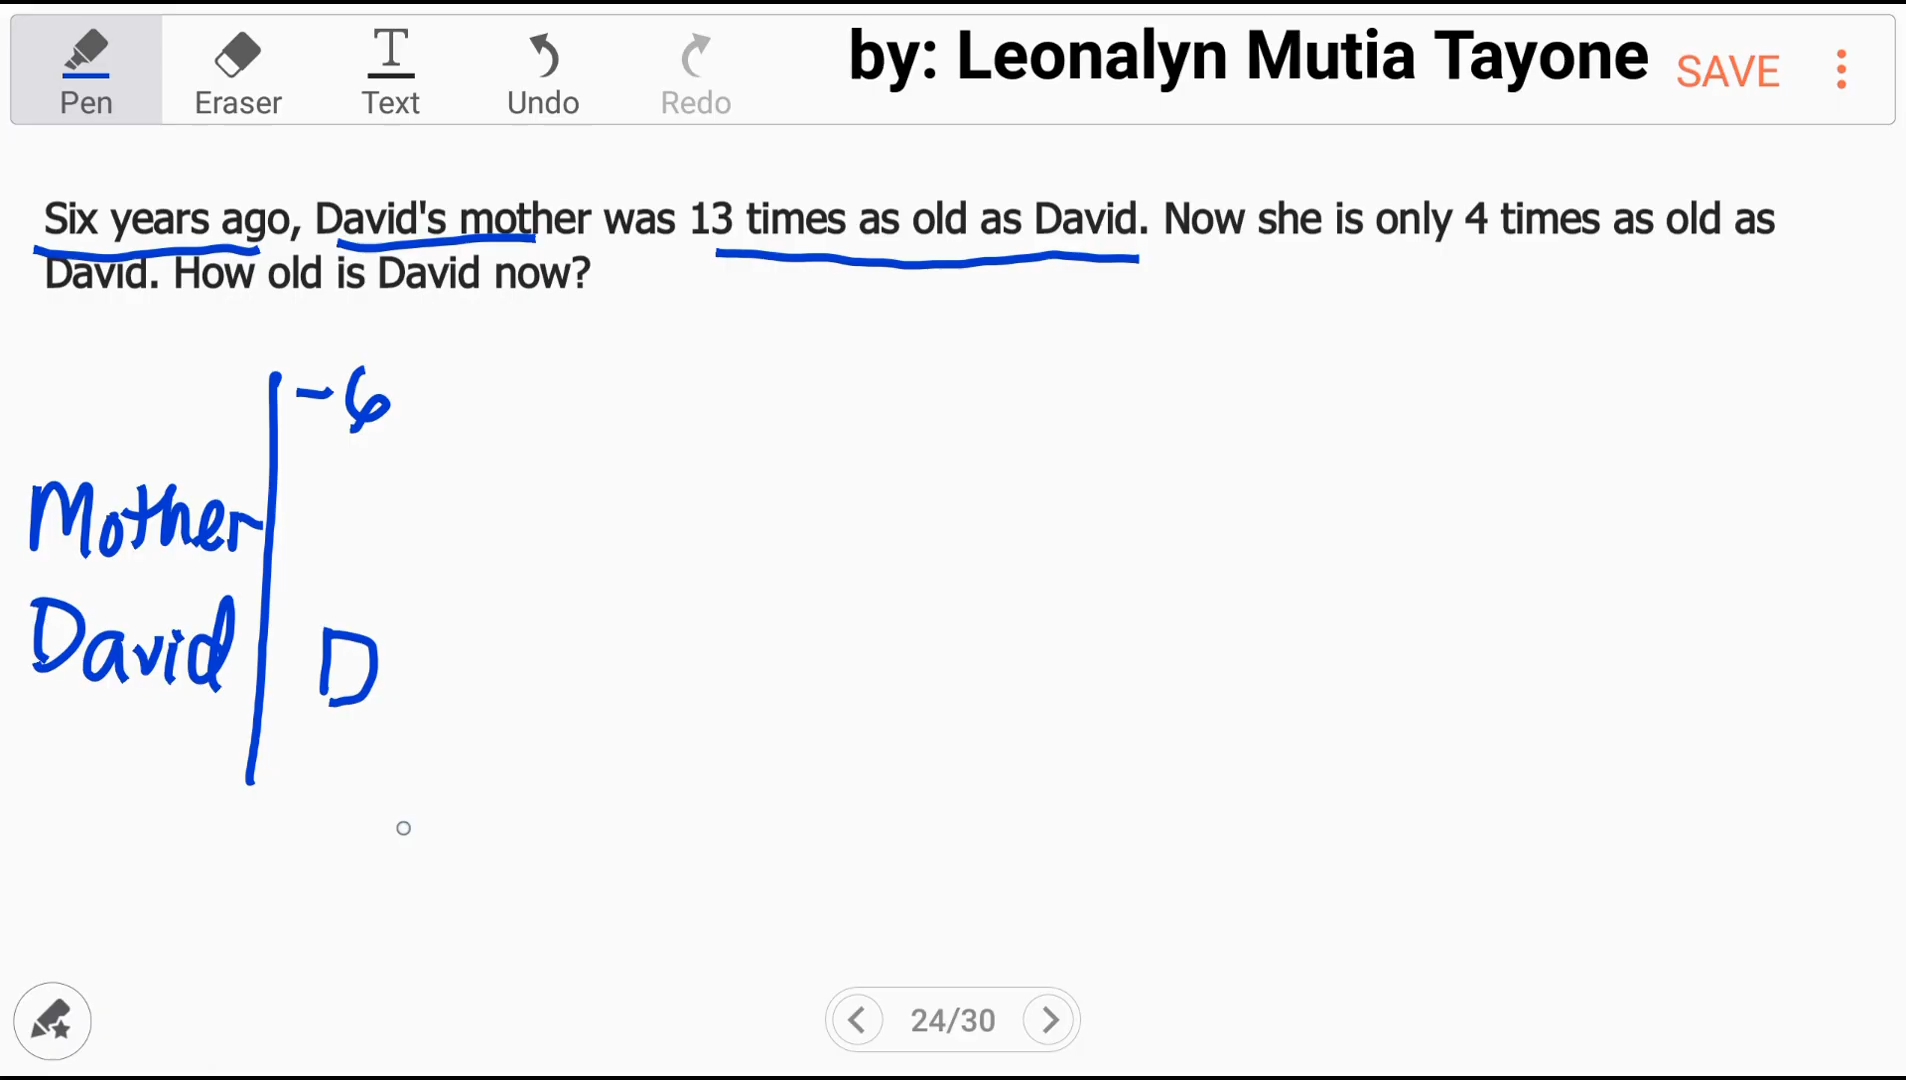 by: Leonalyn Mutia Tayone
SAVE
Pen
Eraser
Text
Undo
Redo
Six years ago, David's mother was 13 times as old as David. Now she is only 4 times as old as
David. How old is David now?
-6
Mother
David D
24/30